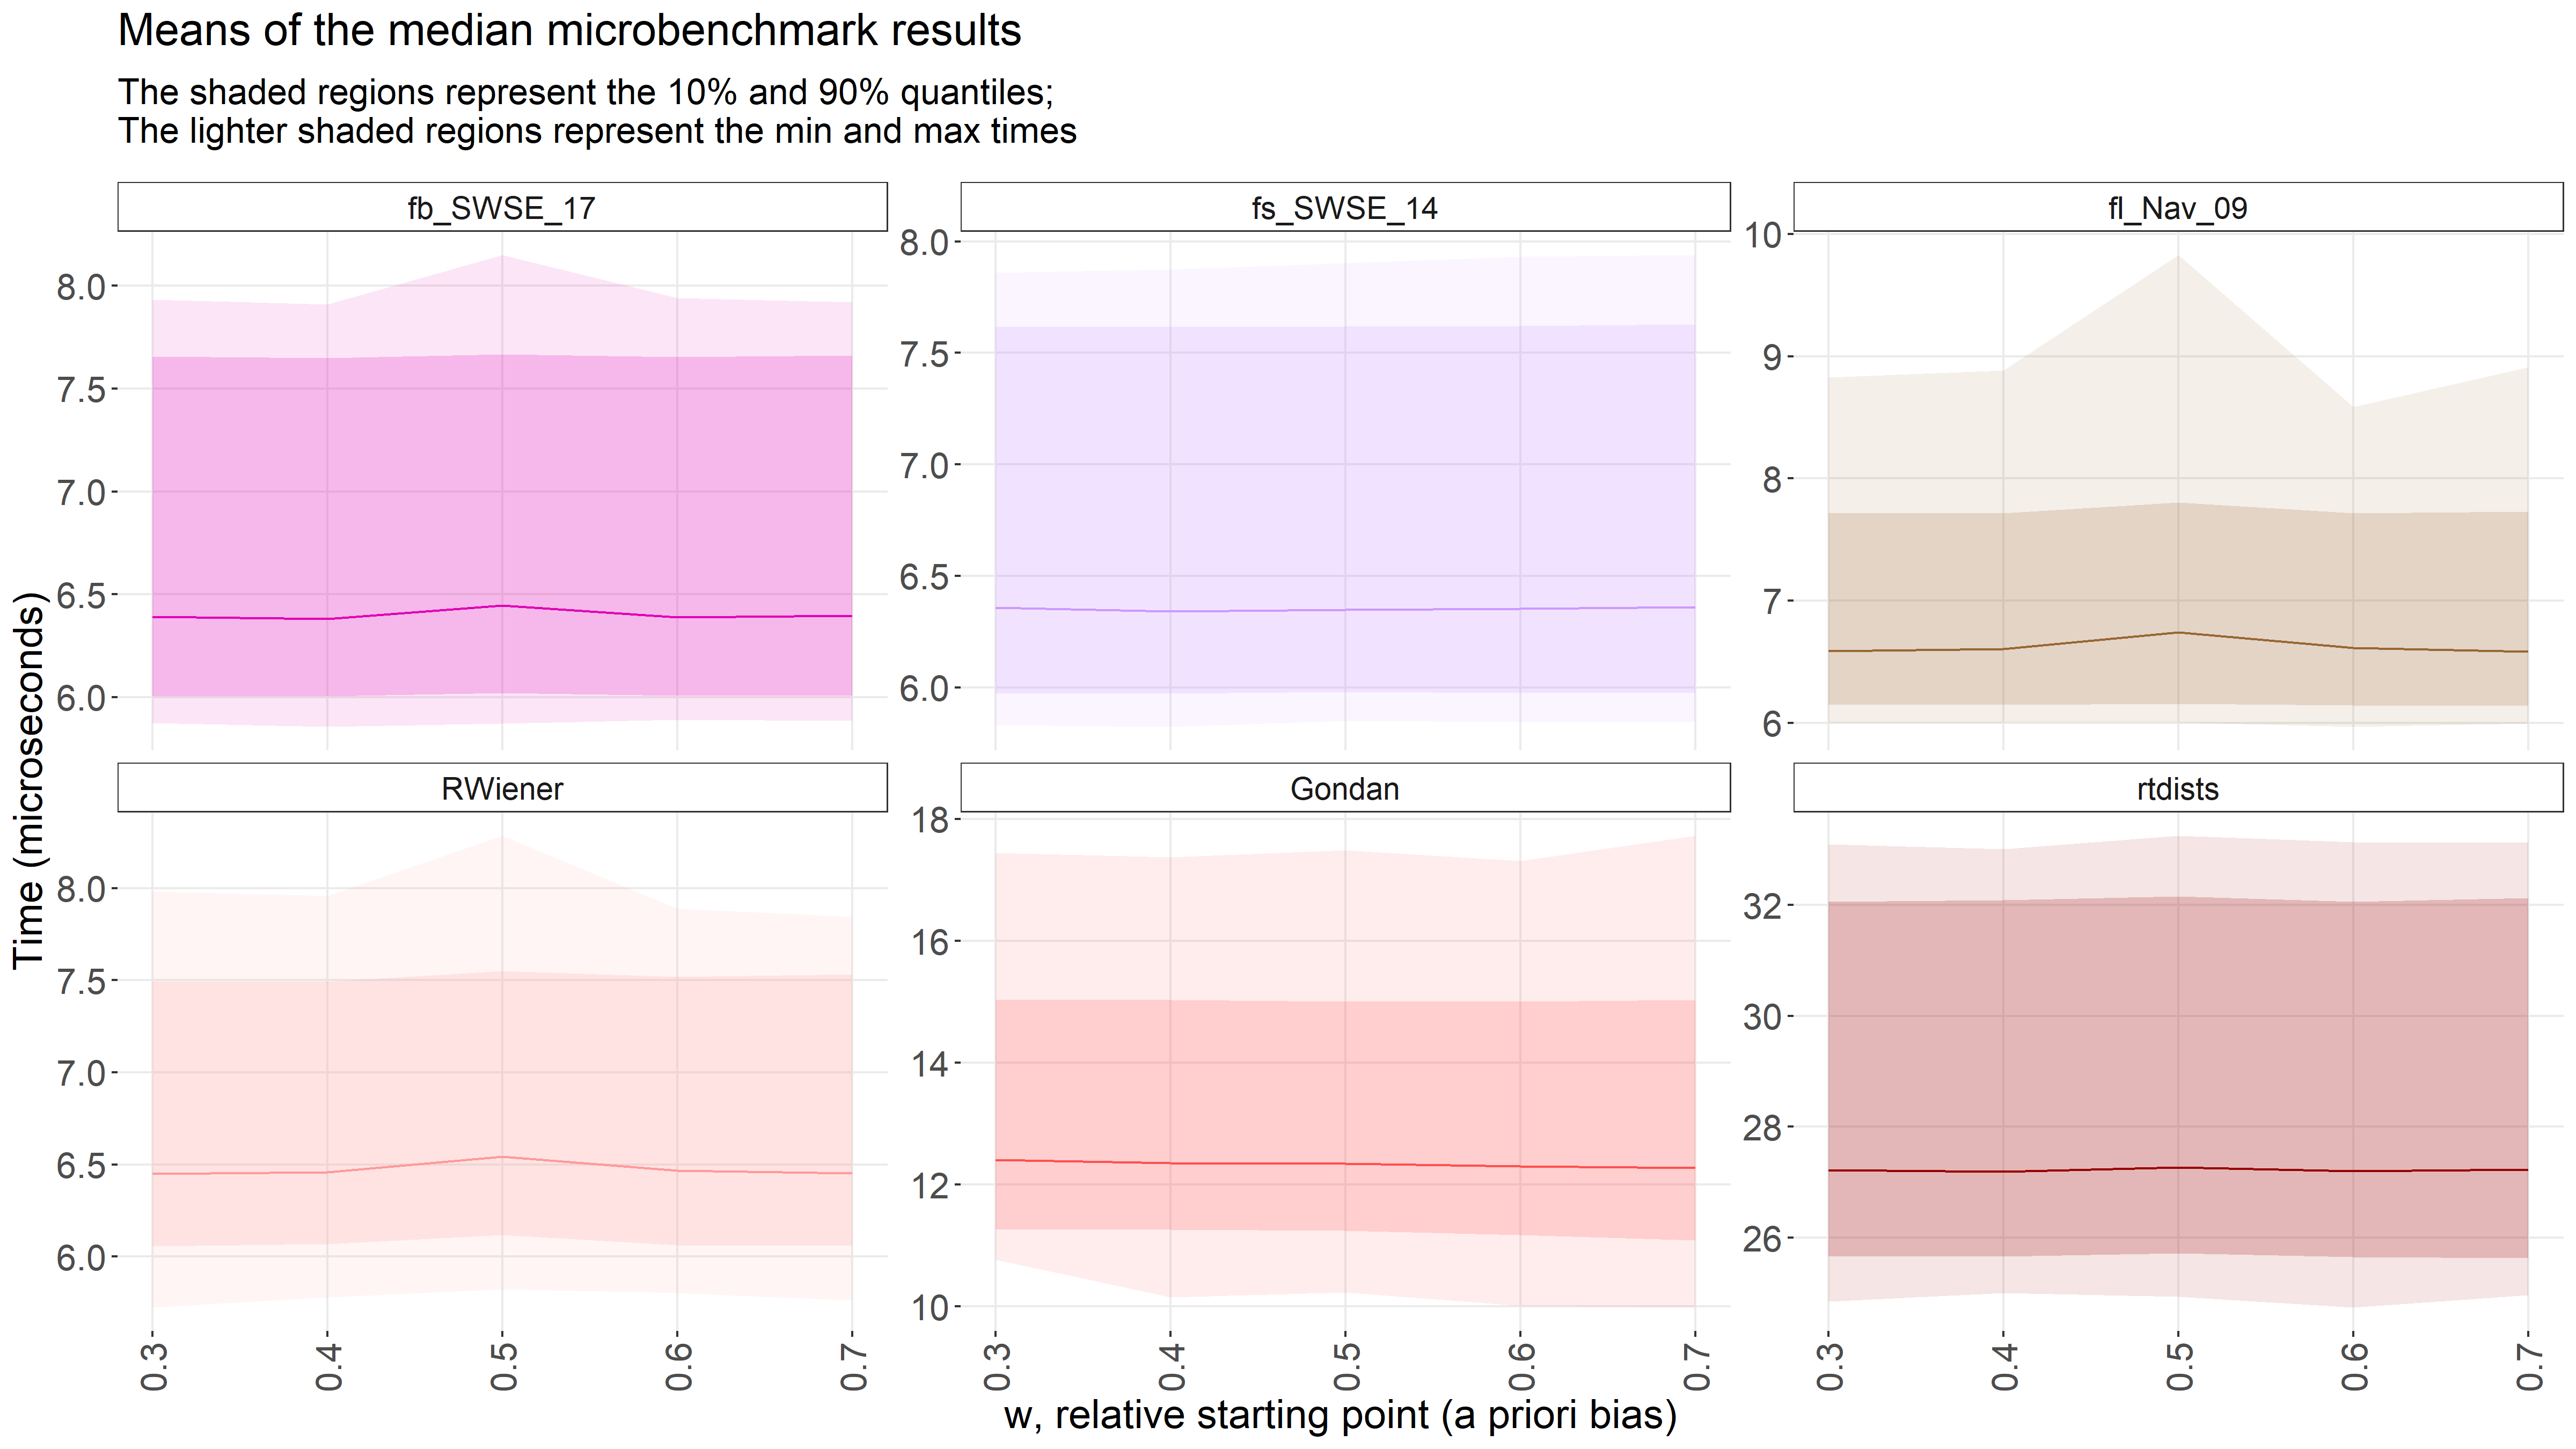 Means of the median microbenchmark results
The shaded regions represent the 10% and 90% quantiles;
The lighter shaded regions represent the min and max times
fb_SWSE_17
fs_SWSE_14
fl_Nav_09
8.0
7.5
7.0
6.5
6.0
8.0
7.5
7.0
6.5
6.0
10
9
8
7
6
Time (microseconds)
RWiener
Gondan
rtdists
8.0
7.5
7.0
6.5
6.0
18
16
14
12
10
32
30
28
26
0.3 0.4 0.5 0.6 0.7
0.3 0.4 0.5 0.6 0.7
0.3 0.4 0.5 0.6 0.7
w, relative starting point (a priori bias)